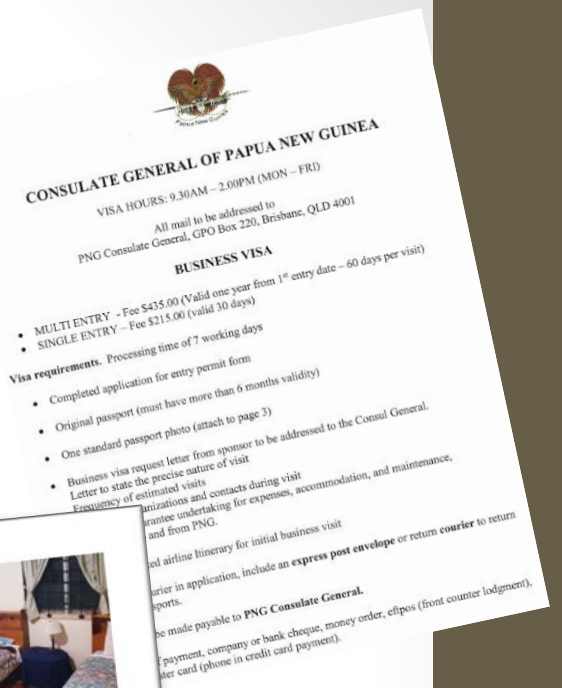 Papua New Guinea
CONSULATE GENERAL OF PAPUA NEW GUINEA
VISA HOURS: 9.30AM – 2.00PM (MON – FRI)
All mail to be addressed to
PNG Consulate General, GPO Box 220, Brisbane, QLD 4001
BUSINESS VISA
• MULTI ENTRY - Fee $435.00 (Valid one year from 1st entry date – 60 days per visit)
• SINGLE ENTRY – Fee $215.00 (valid 30 days)
Visa requirements. Processing time of 7 working days
• Completed application for entry permit form
• Original passport (must have more than 6 months validity)
• One standard passport photo (attach to page 3)
• Business visa request letter from sponsor to be addressed to the Consul General.
Letter to state the precise nature of visit
Frequency of estimated visits
anizations and contacts during visit
rantee undertaking for expenses, accommodation, and maintenance,
and from PNG.
ed airline Itinerary for initial business visit
urier in application, include an express post envelope or return courier to return
sports.
be made payable to PNG Consulate General.
payment, company or bank cheque, money order, efipos (front counter lodgment),
ter card (phone in credit card payment).